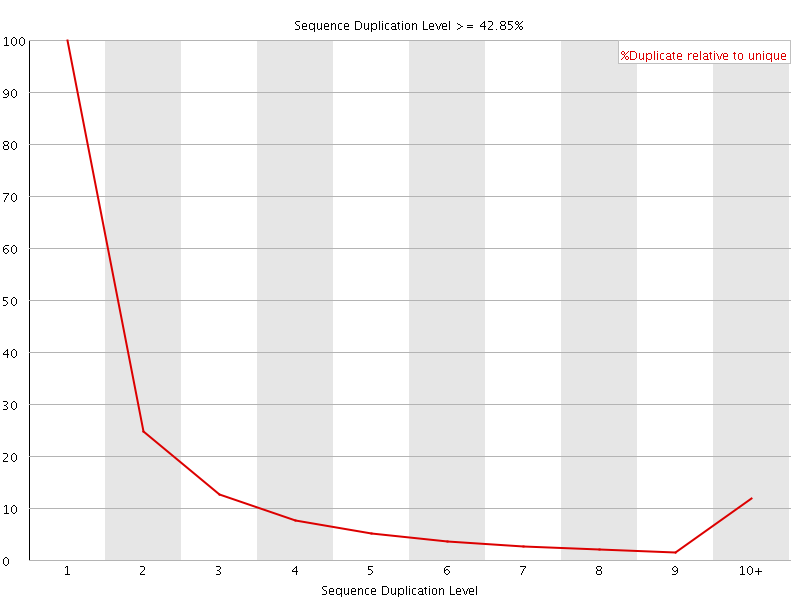 Sequence Duplication Level >= 42.85%
%Duplicate relative to unique
100
90
80
70
60
50
40
30
20
10
0
1 2 3 4 5 6 7 8 9 10+
Sequence Duplication Level